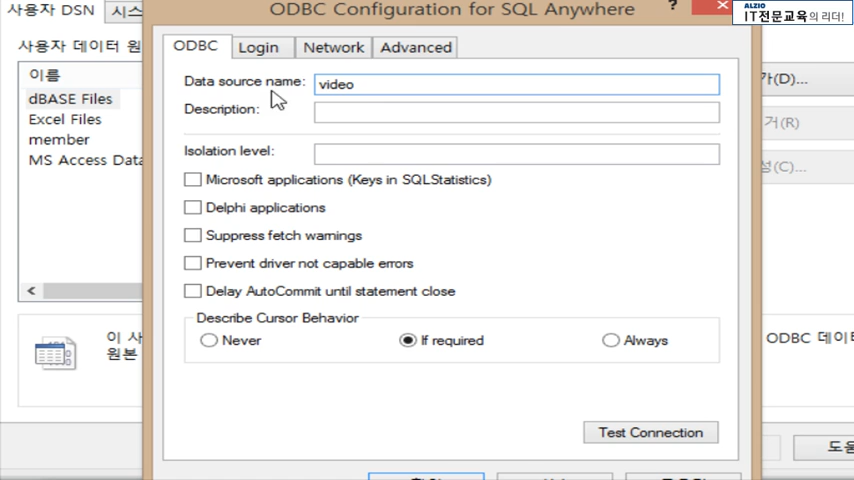 ODBC Configuration for SQL Anywhere
?
ALZIO
IT전문교육의 리더!
사용자 DSN
시스
사용자 데이터 원
이름
dBASE Files
Excel Files
member
MS Access Data
이 사
원본
ODBC
Login
Network
Advanced
Data source name:
video
Description:
Isolation level:
Microsoft applications (Keys in SQLStatistics)
Delphi applications
Suppress fetch warnings
Prevent driver not capable errors
Delay AutoCommit until statement close
Describe Cursor Behavior
Never
If required
Always
Test Connection
가(D)...
거(R)
성(C)...
ODBC 데이터
도움